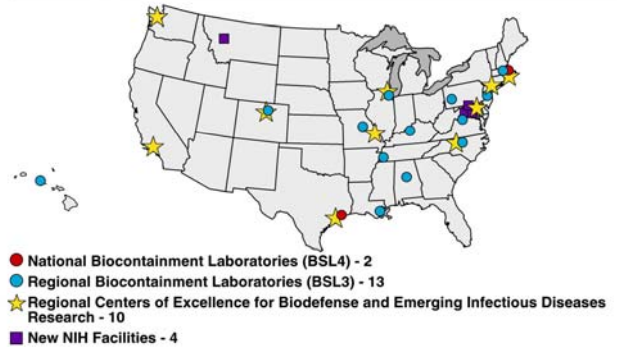 National Biocontainment Laboratories (BSL4) - 2
Regional Biocontainment Laboratories (BSL3) - 13
Regional Centers of Excellence for Biodefense and Emerging Infectious Diseases
Research - 10
New NIH Facilities - 4